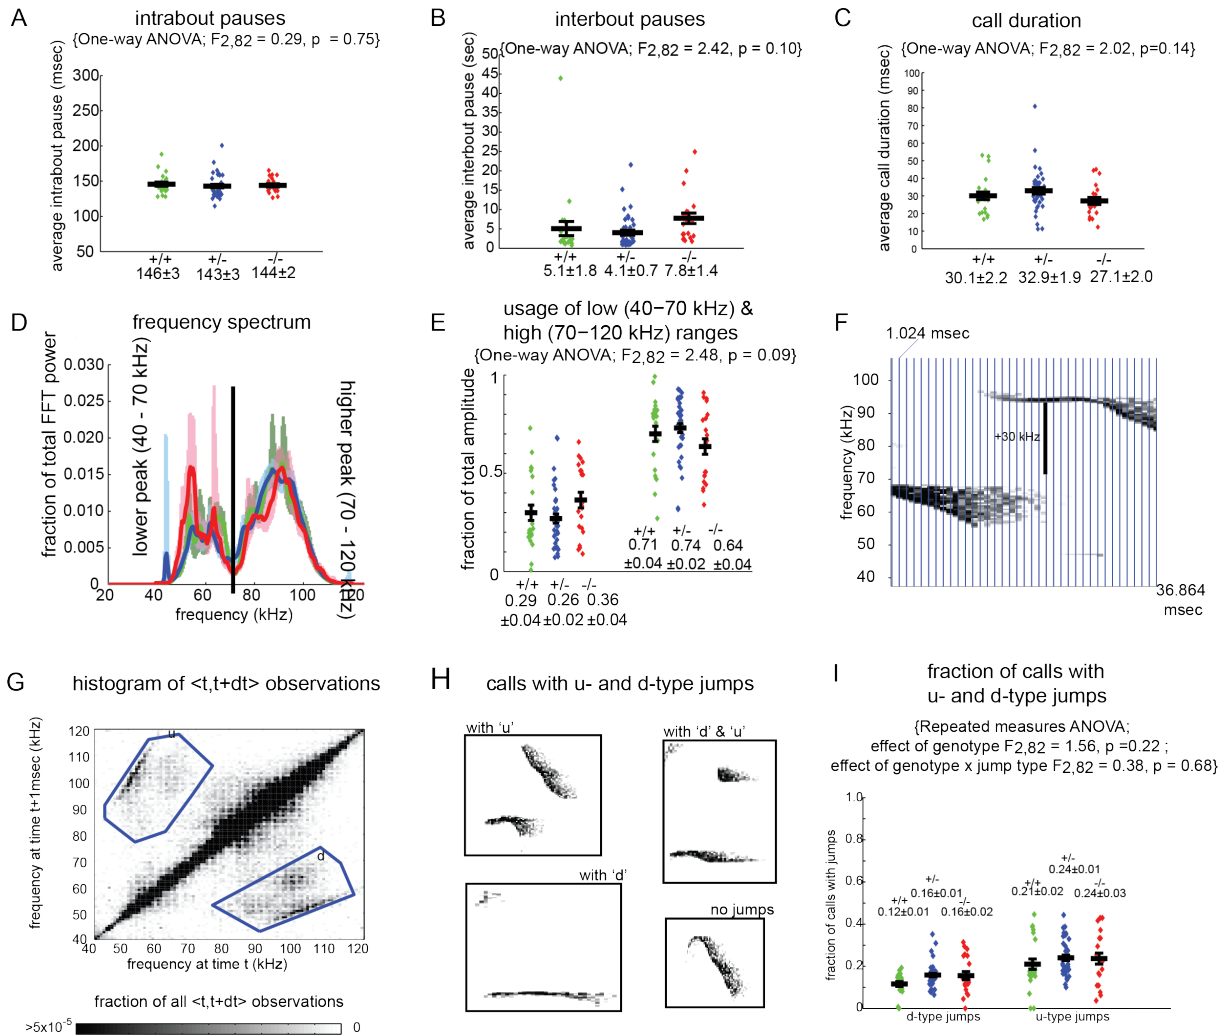 A
intrabout pauses
{One-way ANOVA; F2,82 = 0.29, p = 0.75}
average intrabout pause (msec)
300
250
200
150
100
50
+/+
+/-
-/-
146±3
143±3
144±2
B
interbout pauses
{One-way ANOVA; F2,82 = 2.42, p = 0.10}
average interbout pause (sec)
50
45
40
35
30
25
20
15
10
5
0
+/+
+/-
-/-
5.1±1.8
4.1±0.7
7.8±1.4
C
call duration
{One-way ANOVA; F2,82 = 2.02, p=0.14}
average call duration (msec)
100
90
80
70
60
50
40
30
20
10
0
+/+
+/-
-/-
30.1±2.2
32.9±1.9
27.1±2.0
D
frequency spectrum
fraction of total FFT power
0.030
0.025
0.020
0.015
0.010
0.005
0
lower peak (40 - 70 kHz)
higher peak (70 - 120 kHz)
20
40
60
80
100
120
frequency (kHz)
E
usage of low (40−70 kHz) &
high (70−120 kHz) ranges
{One-way ANOVA; F2,82 = 2.48, p = 0.09}
fraction of total amplitude
1
0.5
0
+/+
+/-
-/-
0.29
0.26
0.36
±0.04
±0.02
±0.04
+/+
+/-
-/-
0.71
0.74
0.64
±0.04
±0.02
±0.04
F
1.024 msec
frequency (kHz)
100
90
80
70
60
50
40
+30 kHz
36.864
msec
G
histogram of <t,t+dt> observations
frequency at time t+1msec (kHz)
120
110
100
90
80
70
60
50
40
u
d
40
50
60
70
80
90
100
110
120
frequency at time t (kHz)
fraction of all <t,t+dt> observations
>5x10-5
0
H
calls with u- and d-type jumps
with 'u'
with 'd' & 'u'
with 'd'
no jumps
I
fraction of calls with
u- and d-type jumps
{Repeated measures ANOVA;
effect of genotype F2,82 = 1.56, p =0.22 ;
effect of genotype x jump type F2,82 = 0.38, p = 0.68}
fraction of calls with jumps
1.0
0.8
0.6
0.4
0.2
0
+/+
0.12±0.01
+/-
0.16±0.01
-/-
0.16±0.02
+/+
0.21±0.02
+/-
0.24±0.01
-/-
0.24±0.03
d-type jumps
u-type jumps